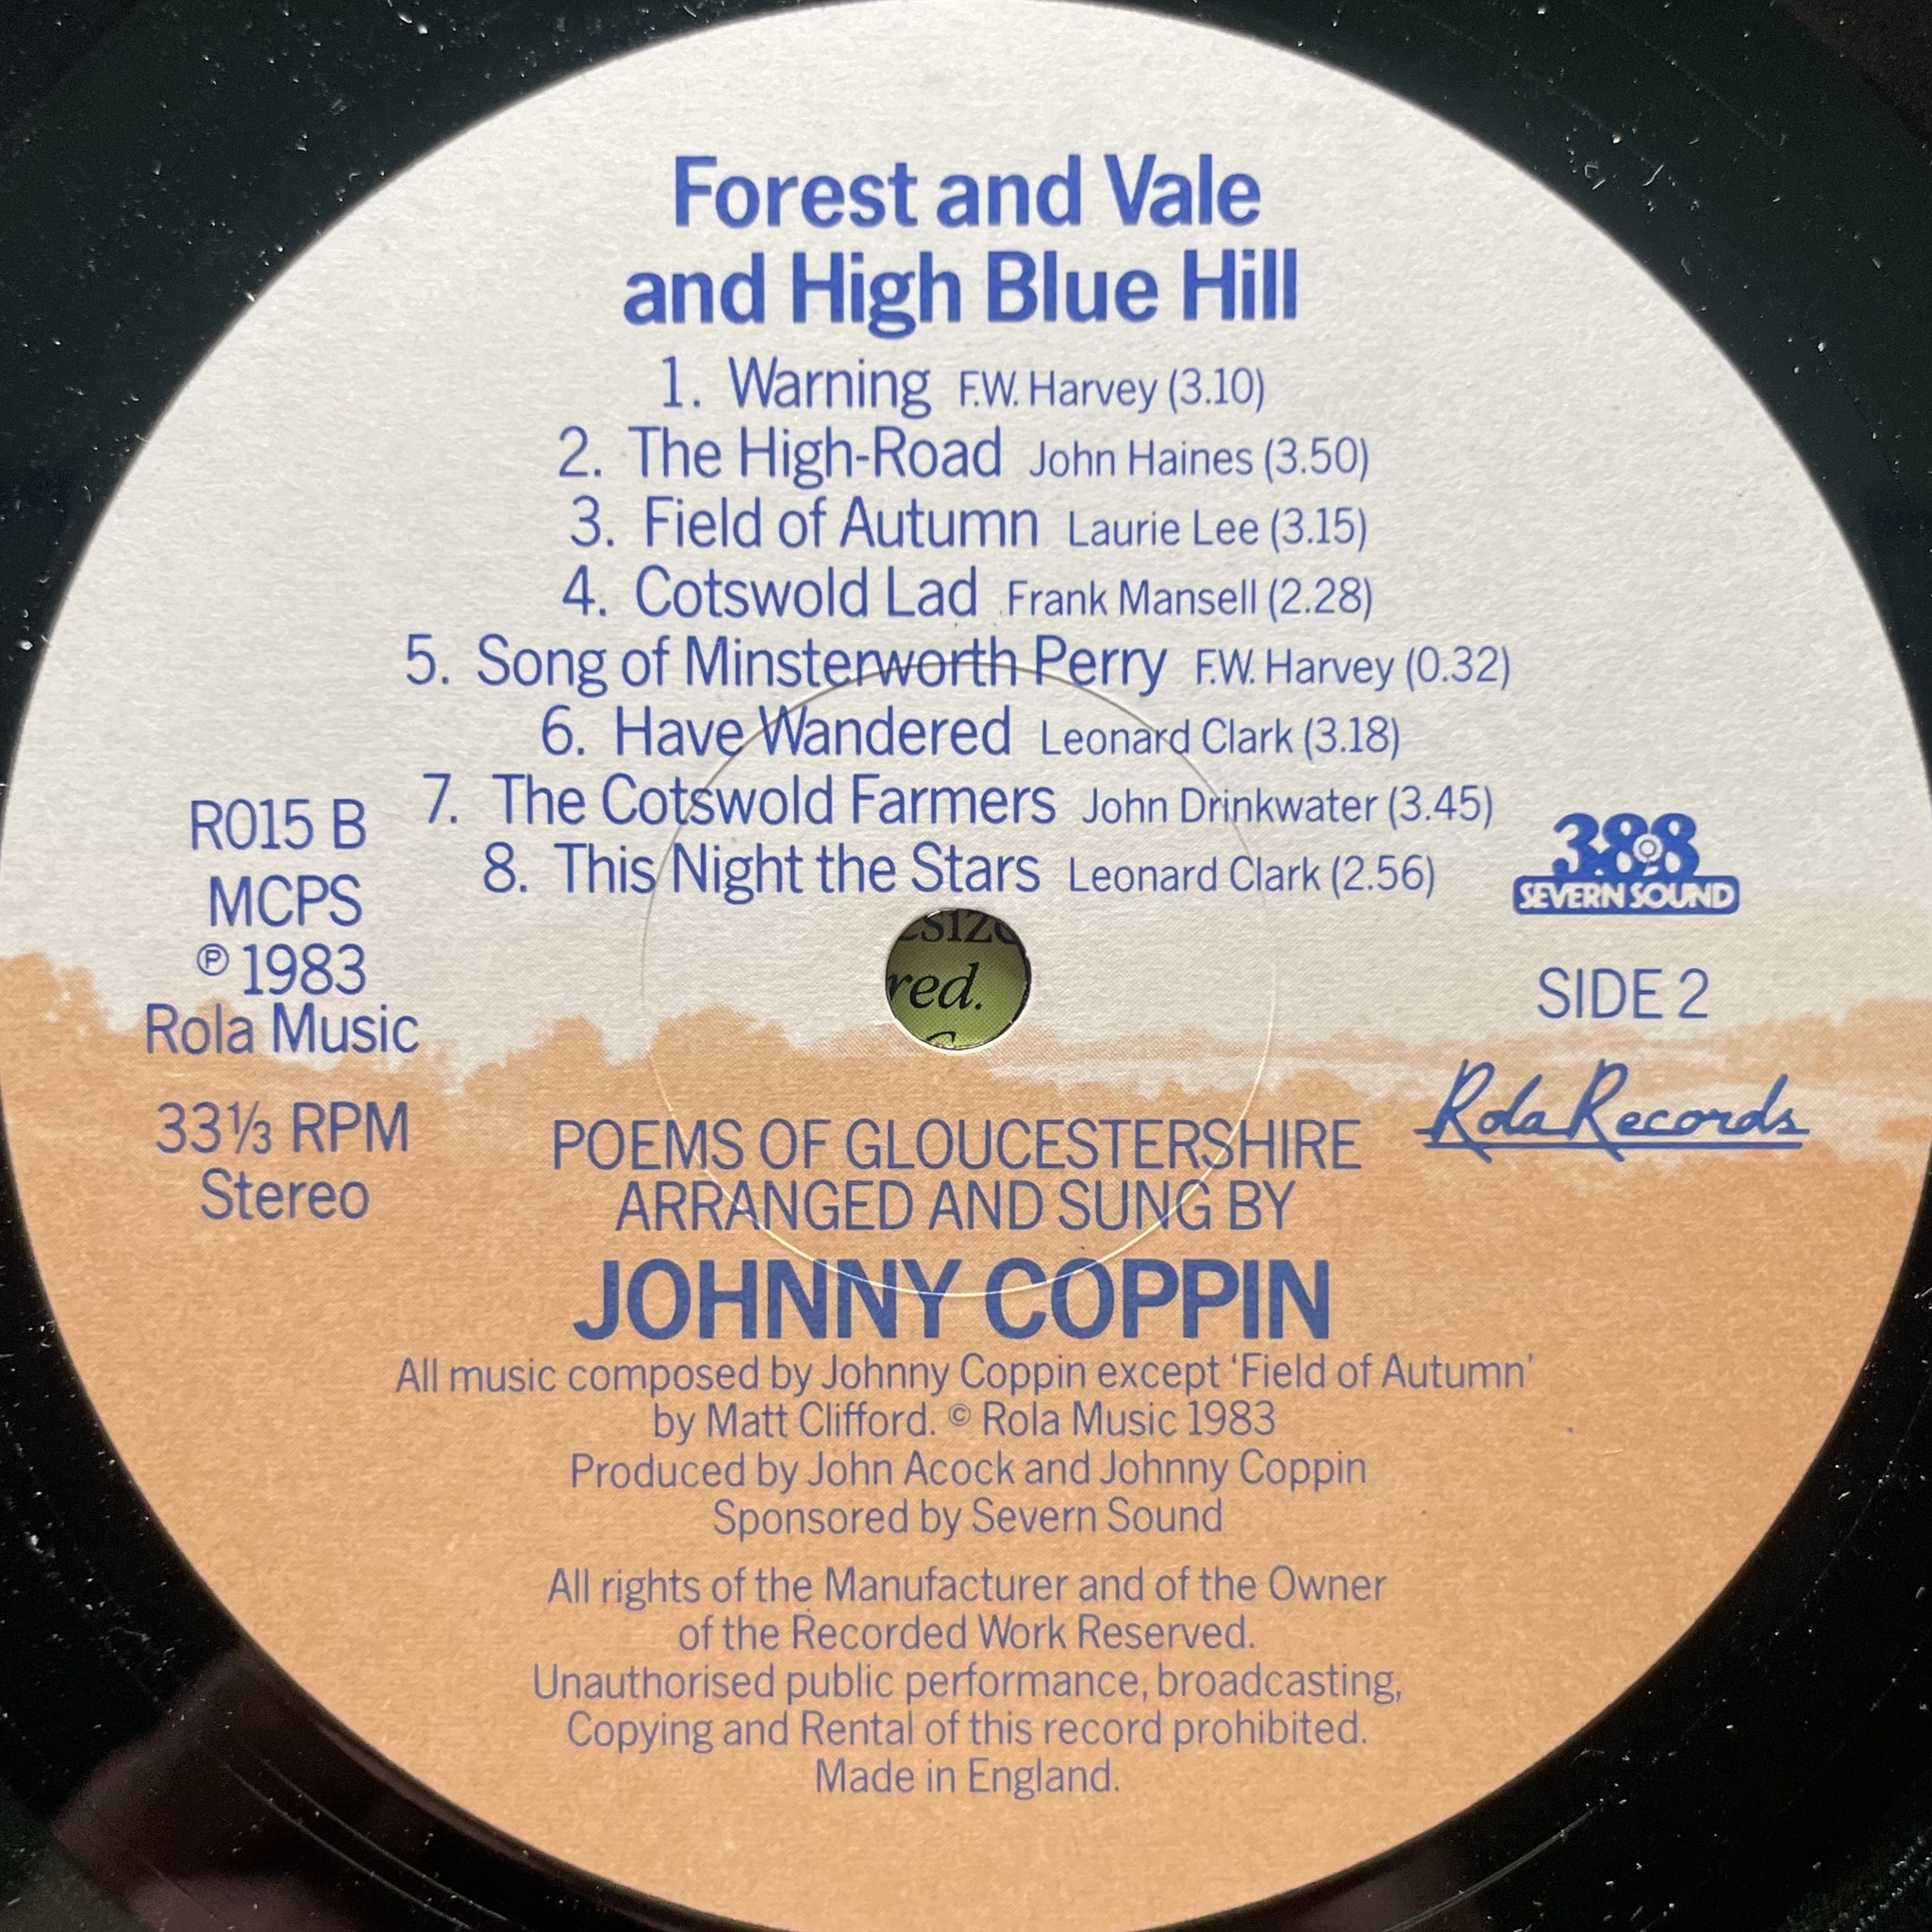 Forest and Vale
and High Blue Hill
1. Warning F.W. Harvey (3.10)
2. The High-Road John Haines (3.50)
3. Field of Autumn Laurie Lee (3.15)
4. Cotswold Lad Frank Mansell (2.28)
5. Song of Minsterworth Perry F.W. Harvey (0.32)
6. Have Wandered Leonard Clark (3.18)
7. The Cotswold Farmers John Drinkwater (3.45)
8. This Night the Stars Leonard Clark (2.56)
R015 B
MCPS
℗ 1983
Rola Music
33⅓ RPM
Stereo
388
SEVERN SOUND
SIDE 2
Rola Records
red.
POEMS OF GLOUCESTERSHIRE
ARRANGED AND SUNG BY
JOHNNY COPPIN
All music composed by Johnny Coppin except ‘Field of Autumn’
by Matt Clifford. © Rola Music 1983
Produced by John Acock and Johnny Coppin
Sponsored by Severn Sound
All rights of the Manufacturer and of the Owner
of the Recorded Work Reserved.
Unauthorised public performance, broadcasting,
Copying and Rental of this record prohibited.
Made in England.